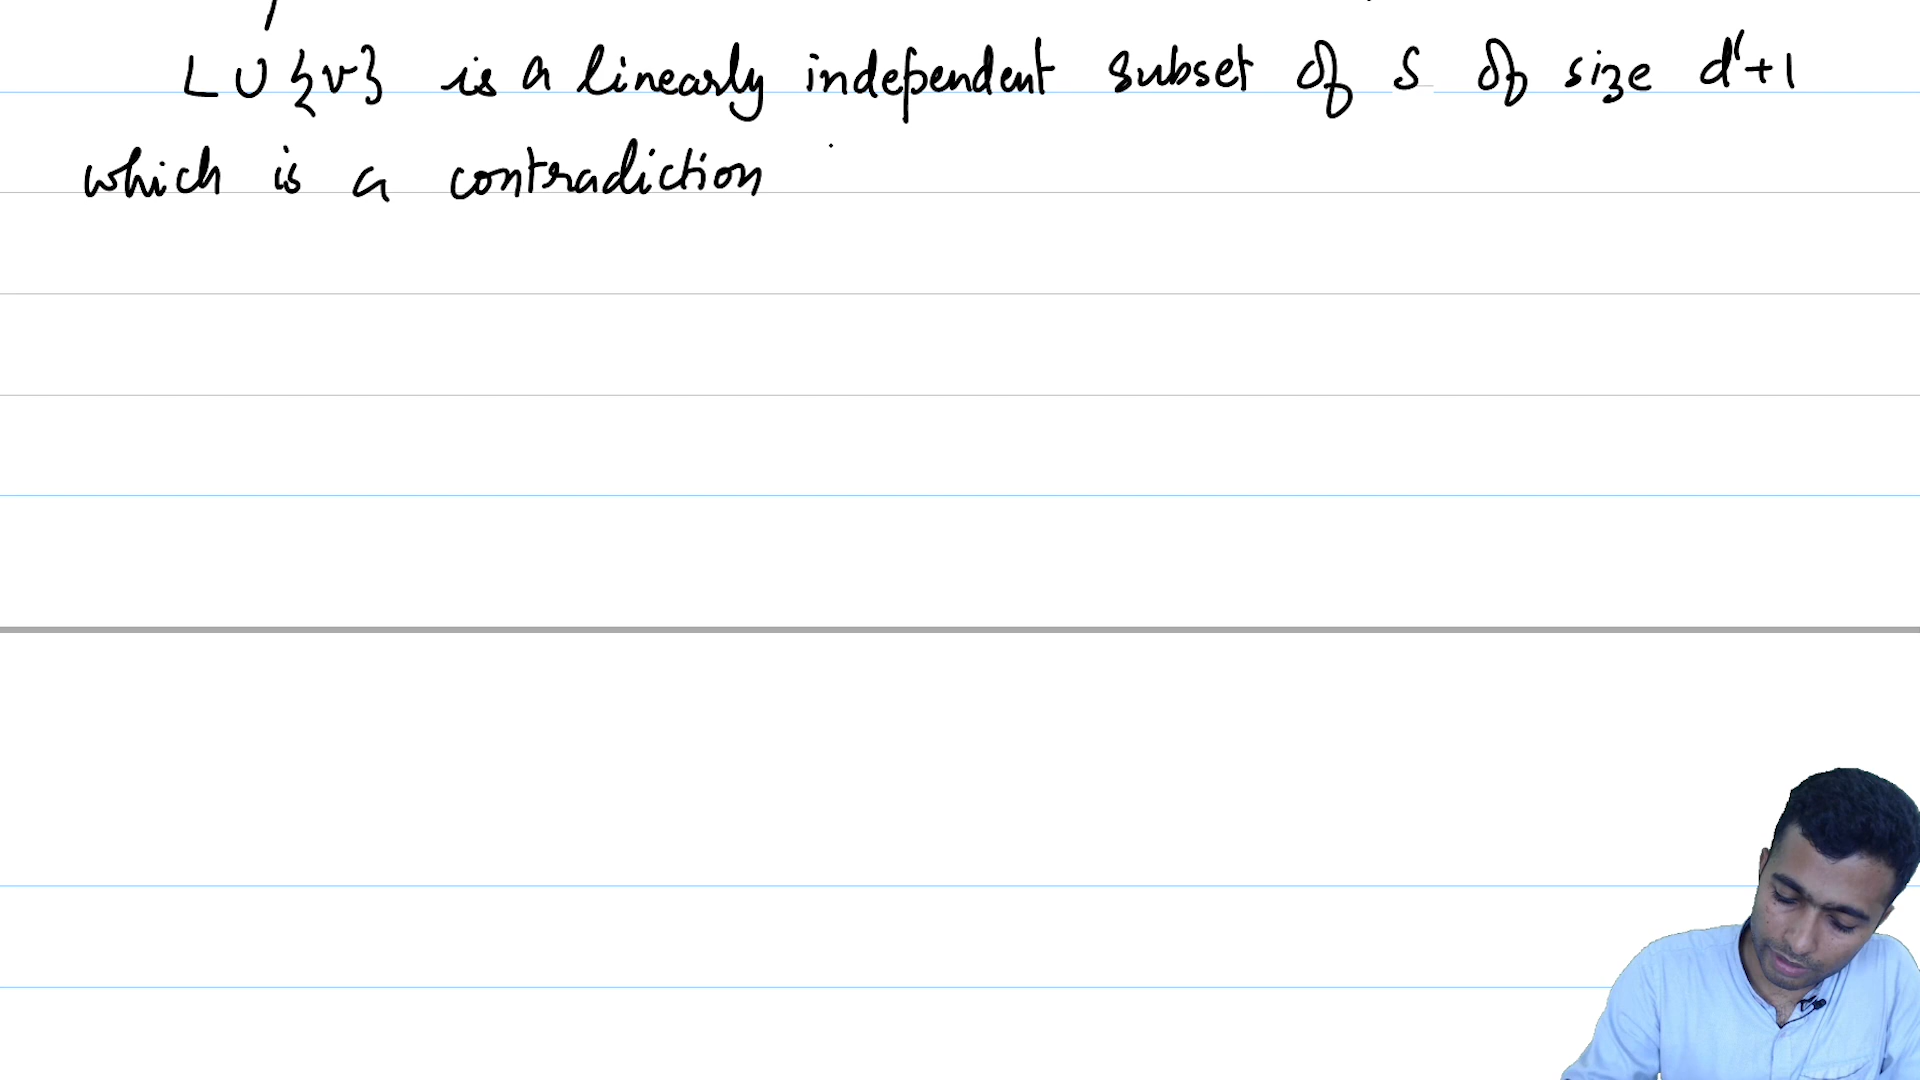 L ∪ {v} is a linearly independent subset of S of size d'+1
which is a contradiction